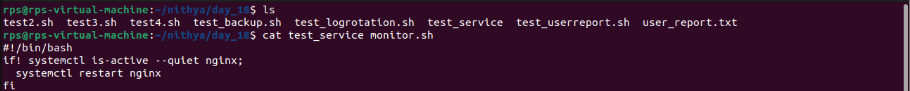 rps@rps-virtual-machine:~/nithya/day_18$ ls
test2.sh test3.sh test4.sh test_backup.sh test_logrotation.sh test_service test_userreport.sh user_report.txt
rps@rps-virtual-machine:~/nithya/day_18$ cat test_service monitor.sh
#!/bin/bash
if! systemctl is-active --quiet nginx;
  systemctl restart nginx
fi